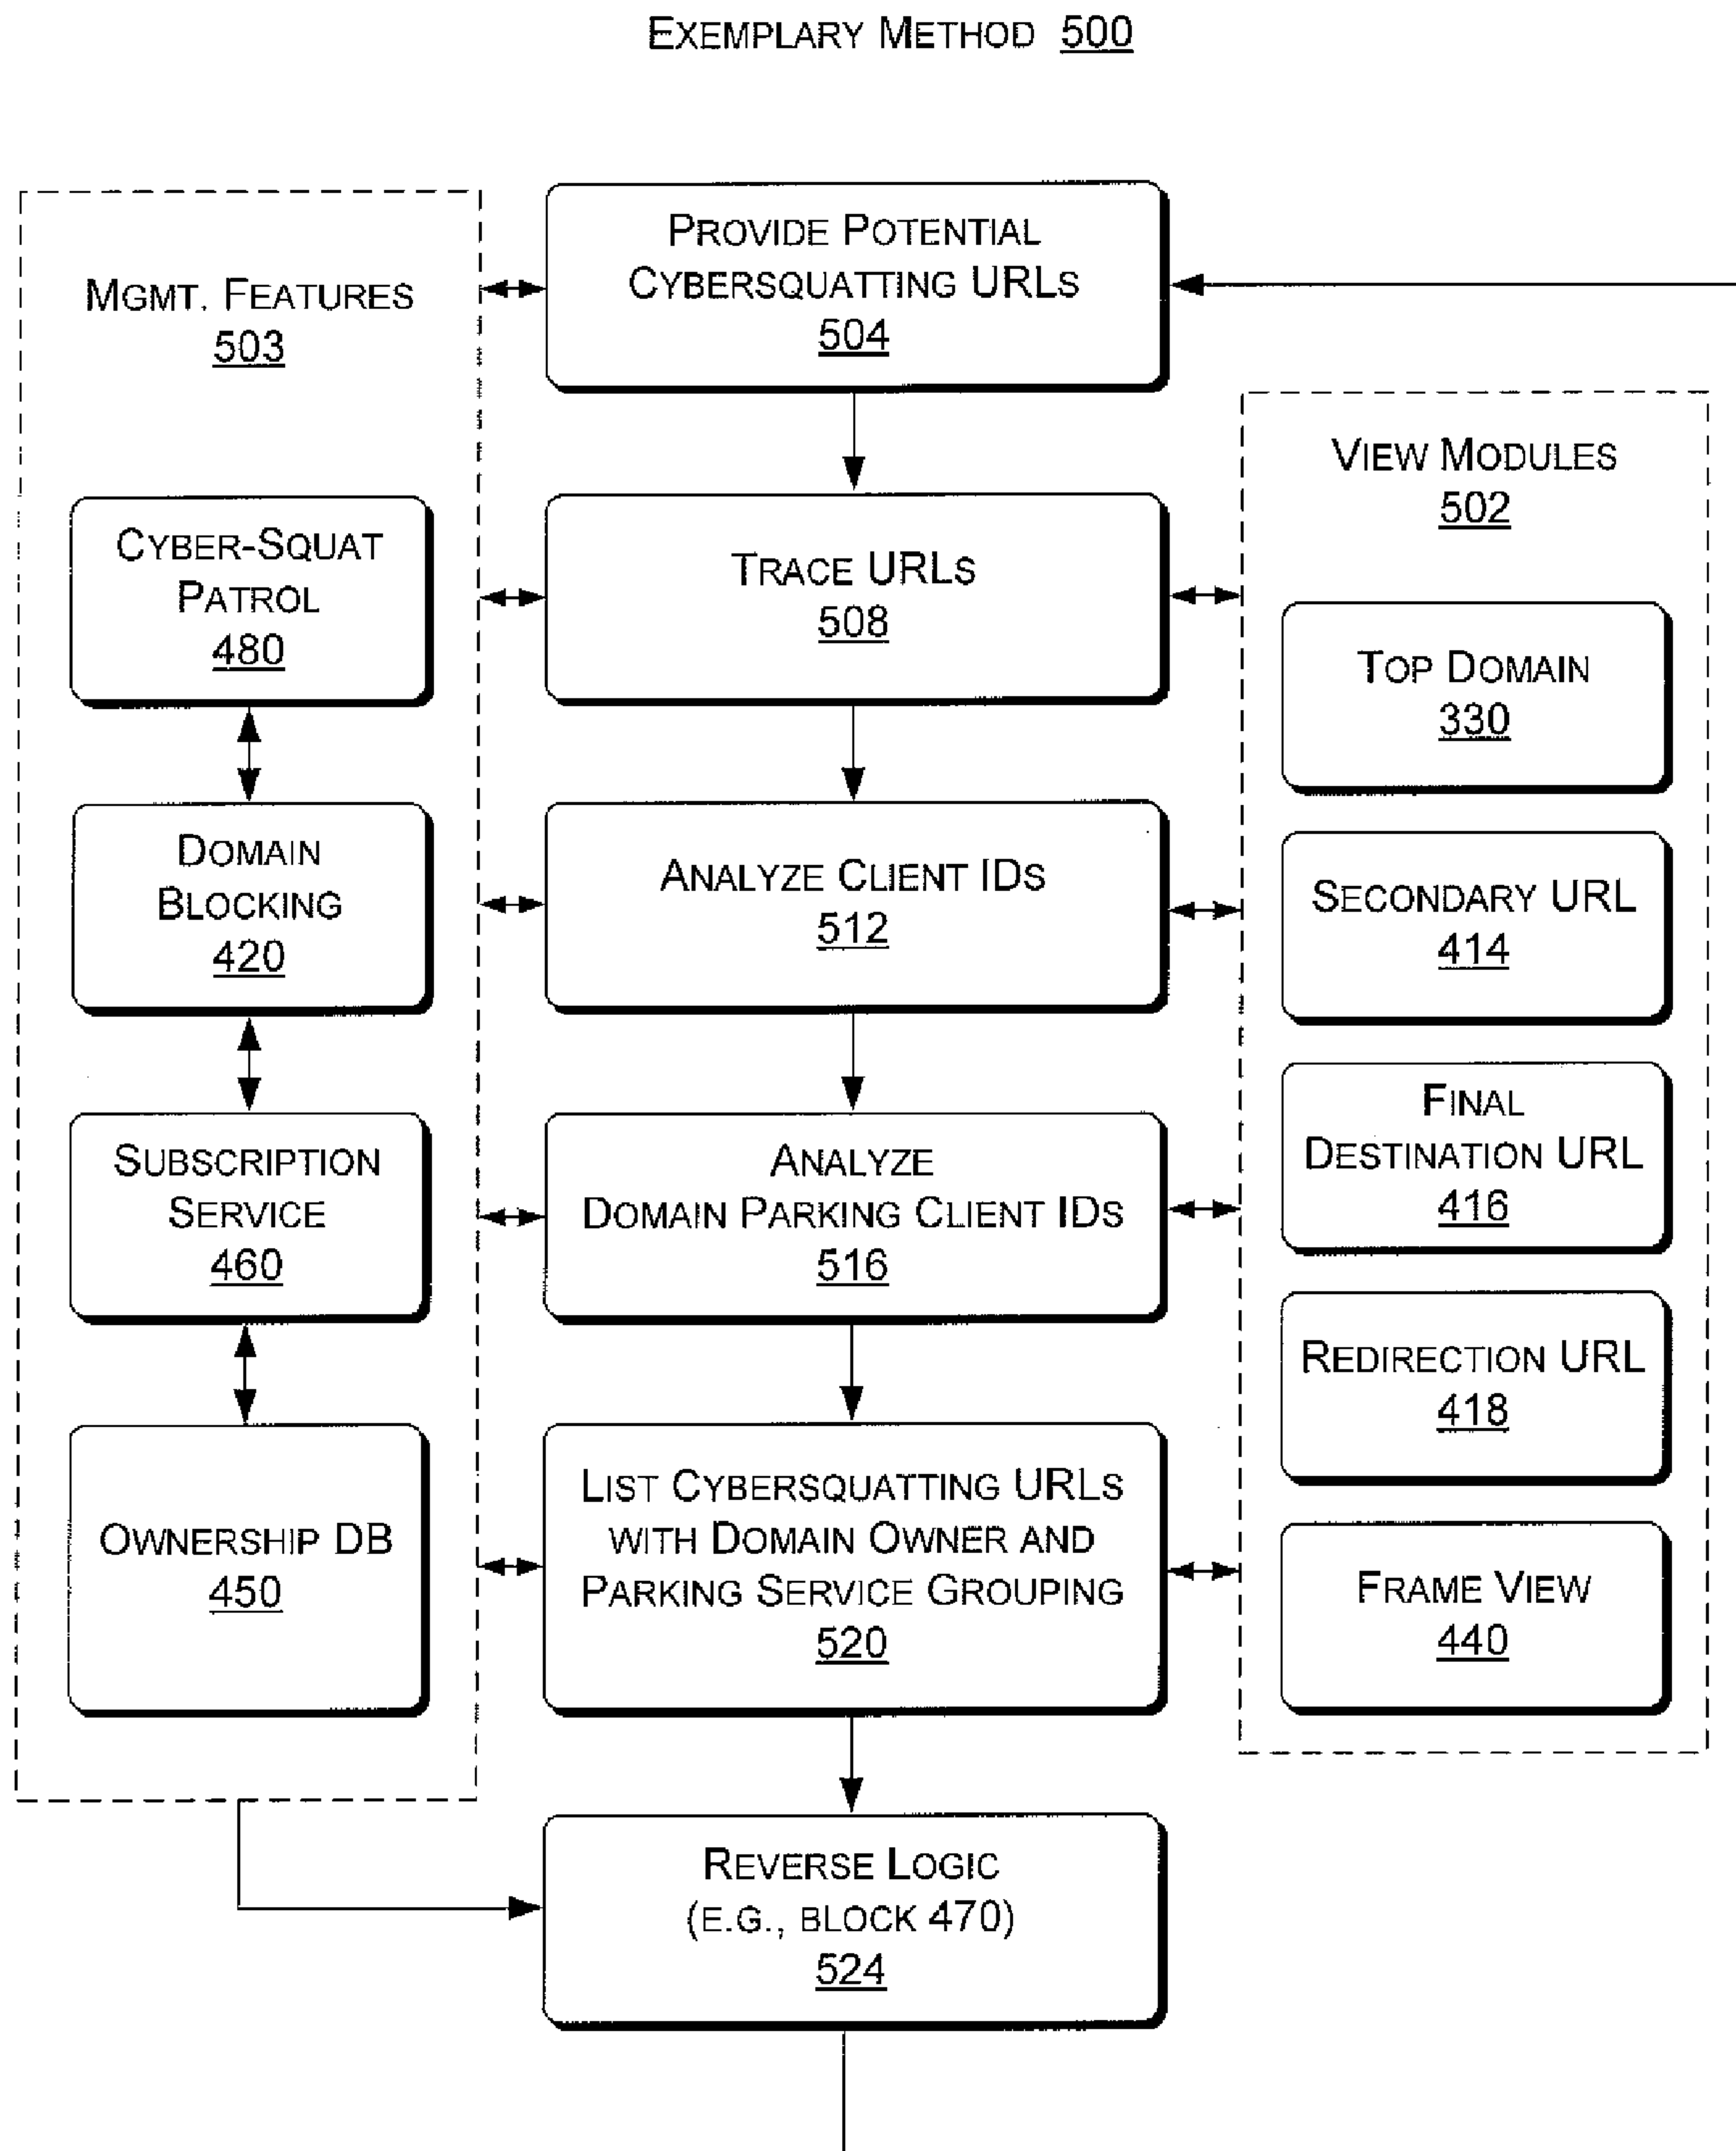 EXEMPLARY METHOD 500
MGMT. FEATURES
503
CYBER-SQUAT
PATROL
480
DOMAIN
BLOCKING
420
SUBSCRIPTION
SERVICE
460
OWNERSHIP DB
450
PROVIDE POTENTIAL
CYBERSQUATTING URLS
504
TRACE URLS
508
ANALYZE CLIENT IDS
512
ANALYZE
DOMAIN PARKING CLIENT IDS
516
LIST CYBERSQUATTING URLS
WITH DOMAIN OWNER AND
PARKING SERVICE GROUPING
520
REVERSE LOGIC
(E.G., BLOCK 470)
524
VIEW MODULES
502
TOP DOMAIN
330
SECONDARY URL
414
FINAL
DESTINATION URL
416
REDIRECTION URL
418
FRAME VIEW
440